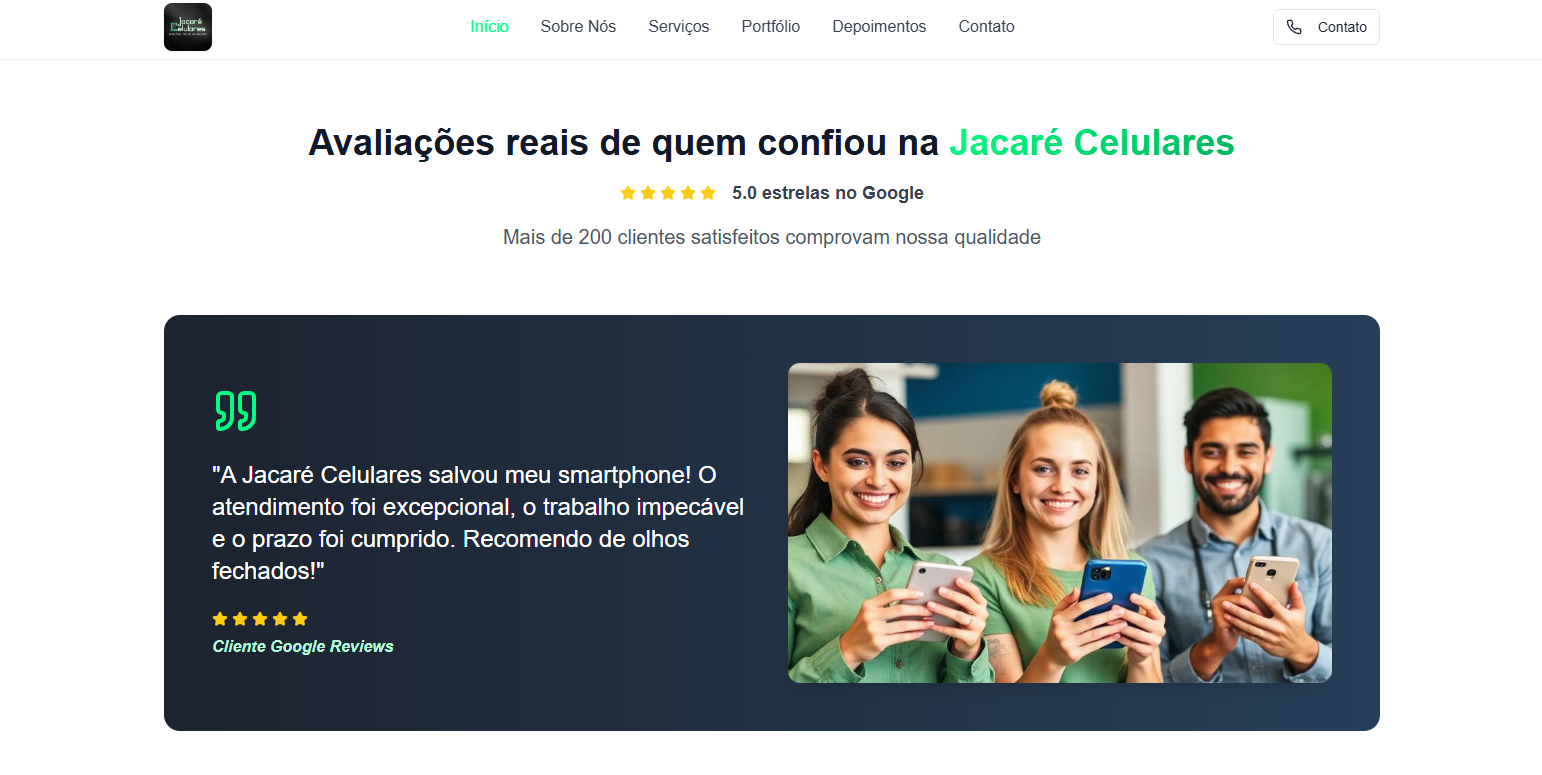 Jacaré
Celulares
Início
Sobre Nós
Serviços
Portfólio
Depoimentos
Contato
Contato
Avaliações reais de quem confiou na Jacaré Celulares
5.0 estrelas no Google
Mais de 200 clientes satisfeitos comprovam nossa qualidade
"A Jacaré Celulares salvou meu smartphone! O
atendimento foi excepcional, o trabalho impecável
e o prazo foi cumprido. Recomendo de olhos
fechados!"
Cliente Google Reviews